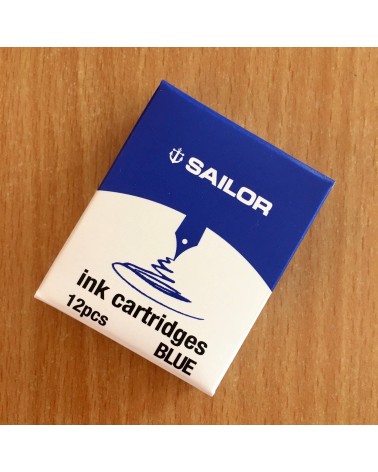 SAILOR
ink cartridges
12pcs
BLUE